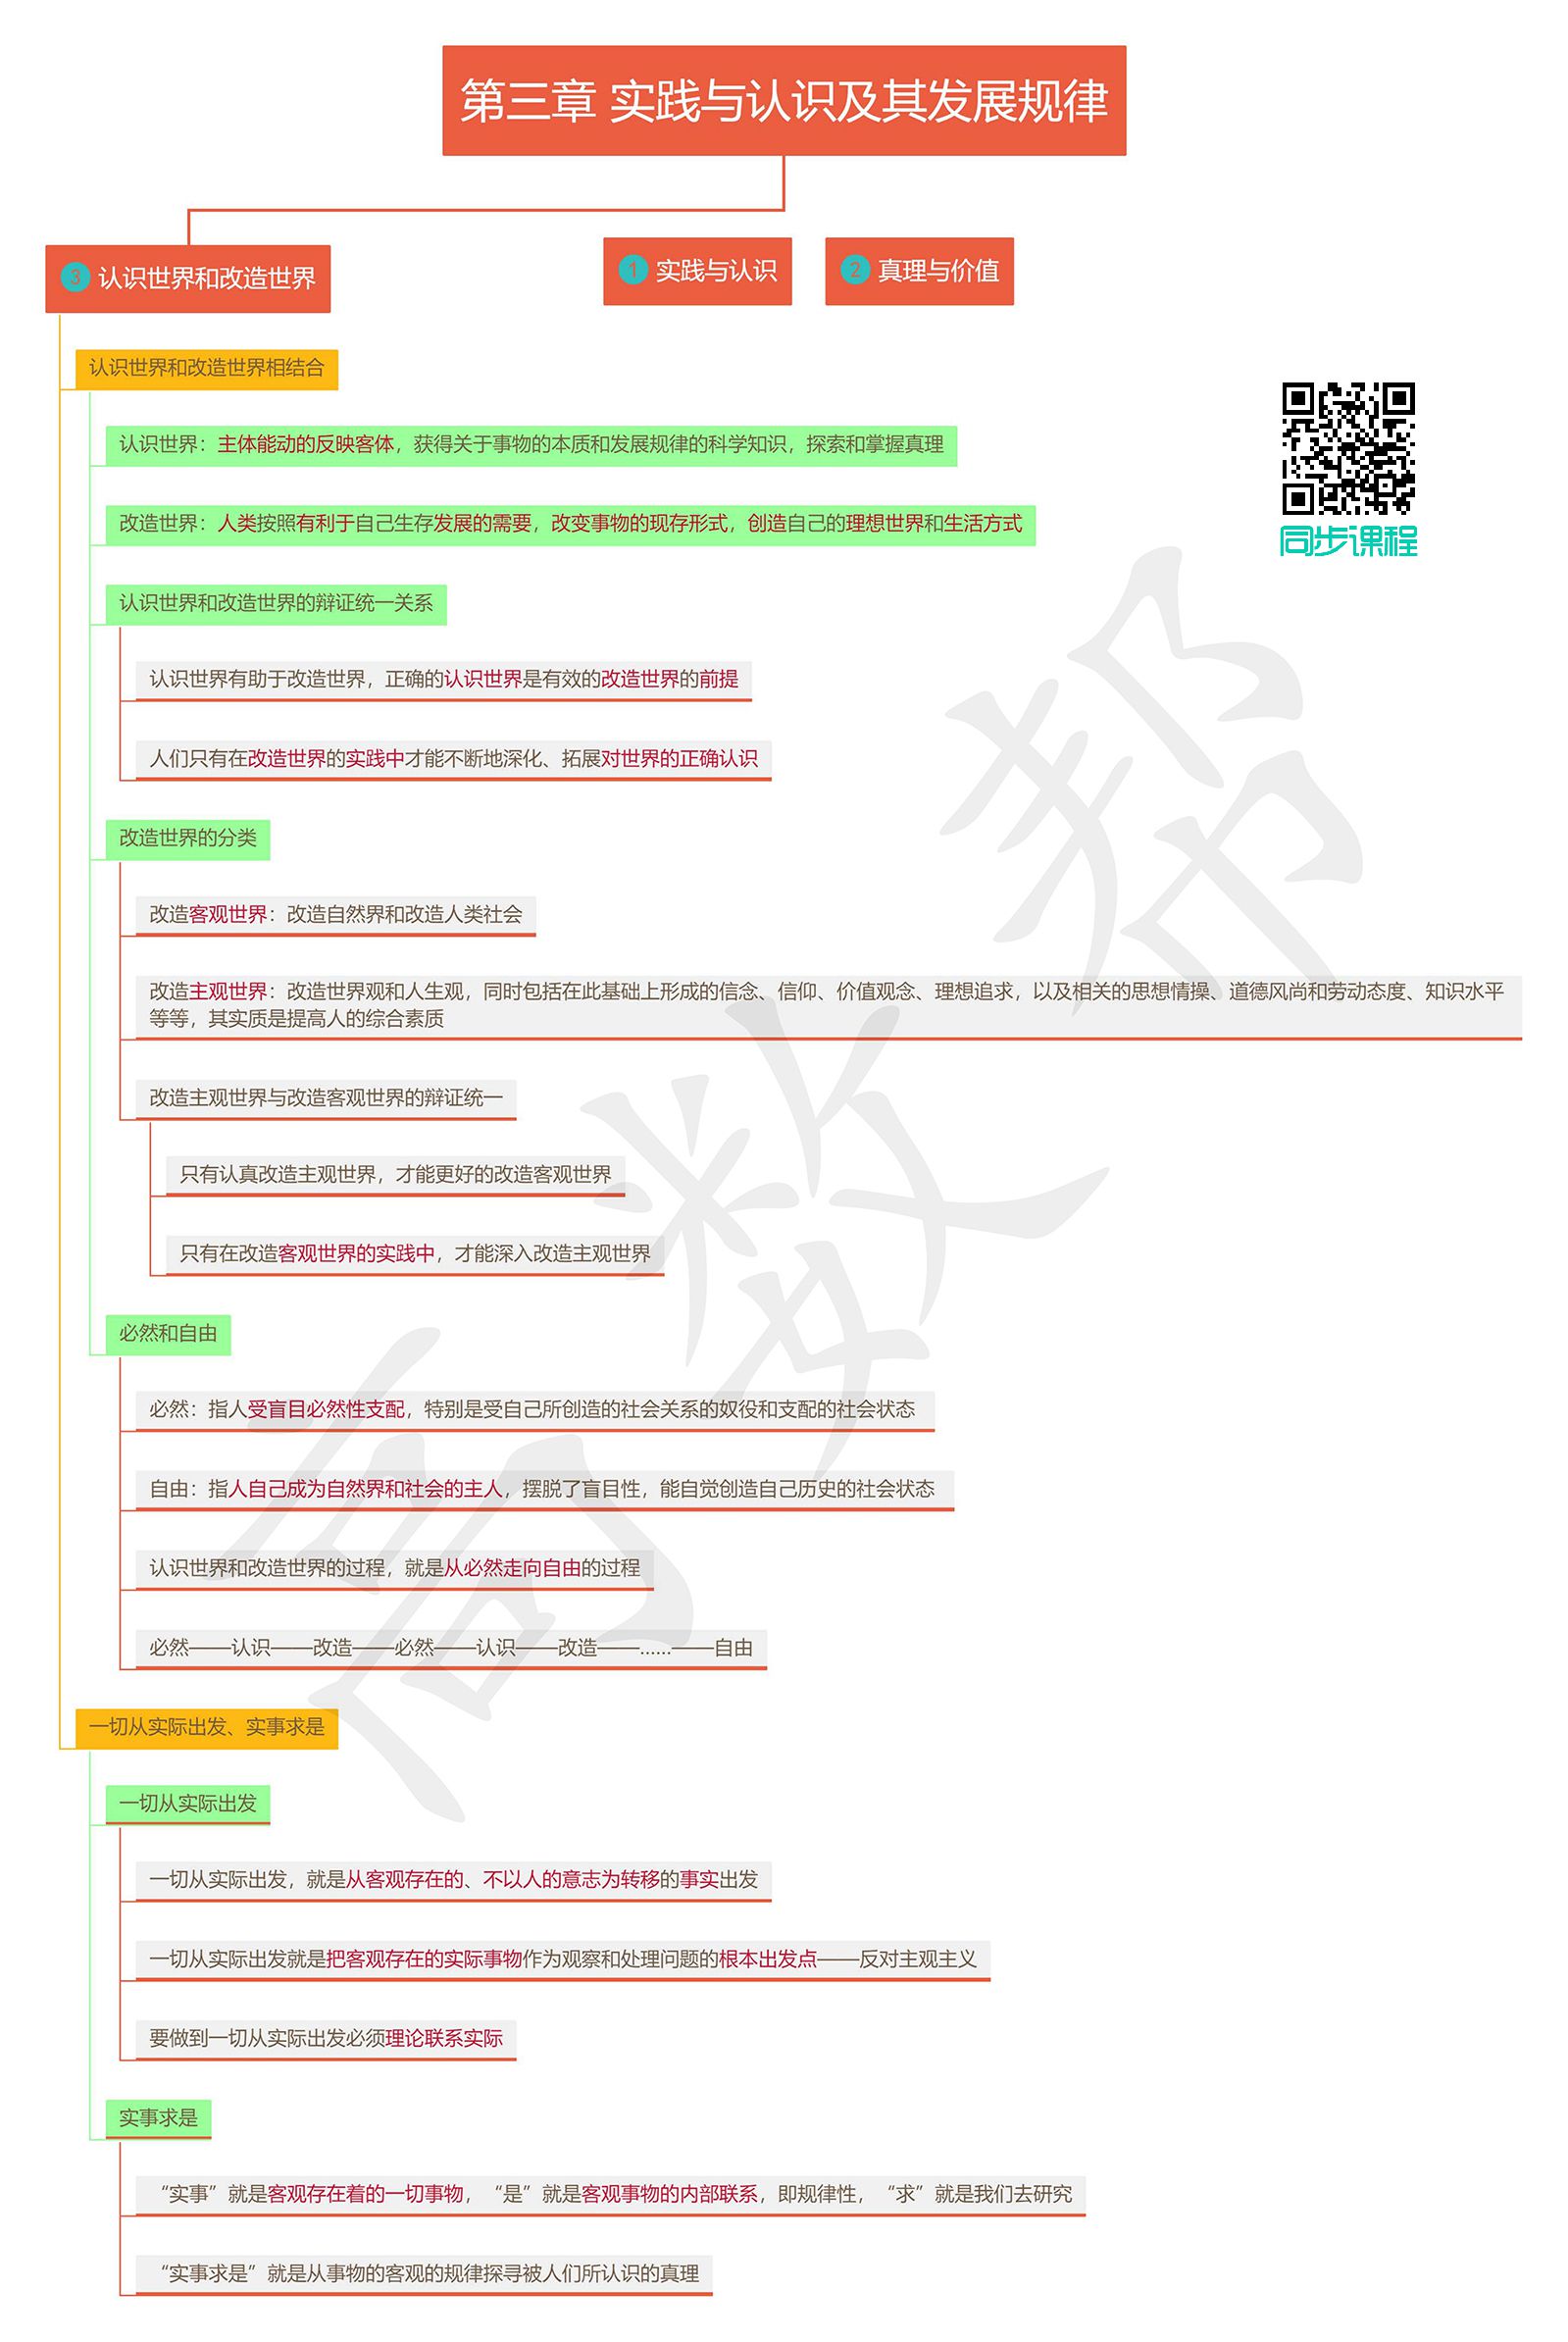 第三章 实践与认识及其发展规律
3 认识世界和改造世界
1 实践与认识
2 真理与价值
认识世界和改造世界相结合
认识世界：主体能动的反映客体，获得关于事物的本质和发展规律的科学知识，探索和掌握真理
同步课程
改造世界：人类按照有利于自己生存发展的需要，改变事物的现存形式，创造自己的理想世界和生活方式
认识世界和改造世界的辩证统一关系
认识世界有助于改造世界，正确的认识世界是有效的改造世界的前提
人们只有在改造世界的实践中才能不断地深化、拓展对世界的正确认识
改造世界的分类
改造客观世界：改造自然界和改造人类社会
改造主观世界：改造世界观和人生观，同时包括在此基础上形成的信念、信仰、价值观念、理想追求，以及相关的思想情操、道德风尚和劳动态度、知识水平
等等，其实质是提高人的综合素质
改造主观世界与改造客观世界的辩证统一
只有认真改造主观世界，才能更好的改造客观世界
只有在改造客观世界的实践中，才能深入改造主观世界
必然和自由
必然：指人受盲目必然性支配，特别是受自己所创造的社会关系的奴役和支配的社会状态
自由：指人自己成为自然界和社会的主人，摆脱了盲目性，能自觉创造自己历史的社会状态
认识世界和改造世界的过程，就是从必然走向自由的过程
必然——认识——改造——必然——认识——改造——……——自由
一切从实际出发、实事求是
一切从实际出发
一切从实际出发，就是从客观存在的、不以人的意志为转移的事实出发
一切从实际出发就是把客观存在的实际事物作为观察和处理问题的根本出发点——反对主观主义
要做到一切从实际出发必须理论联系实际
实事求是
“实事”就是客观存在着的一切事物，“是”就是客观事物的内部联系，即规律性，“求”就是我们去研究
“实事求是”就是从事物的客观的规律探寻被人们所认识的真理
高数帮